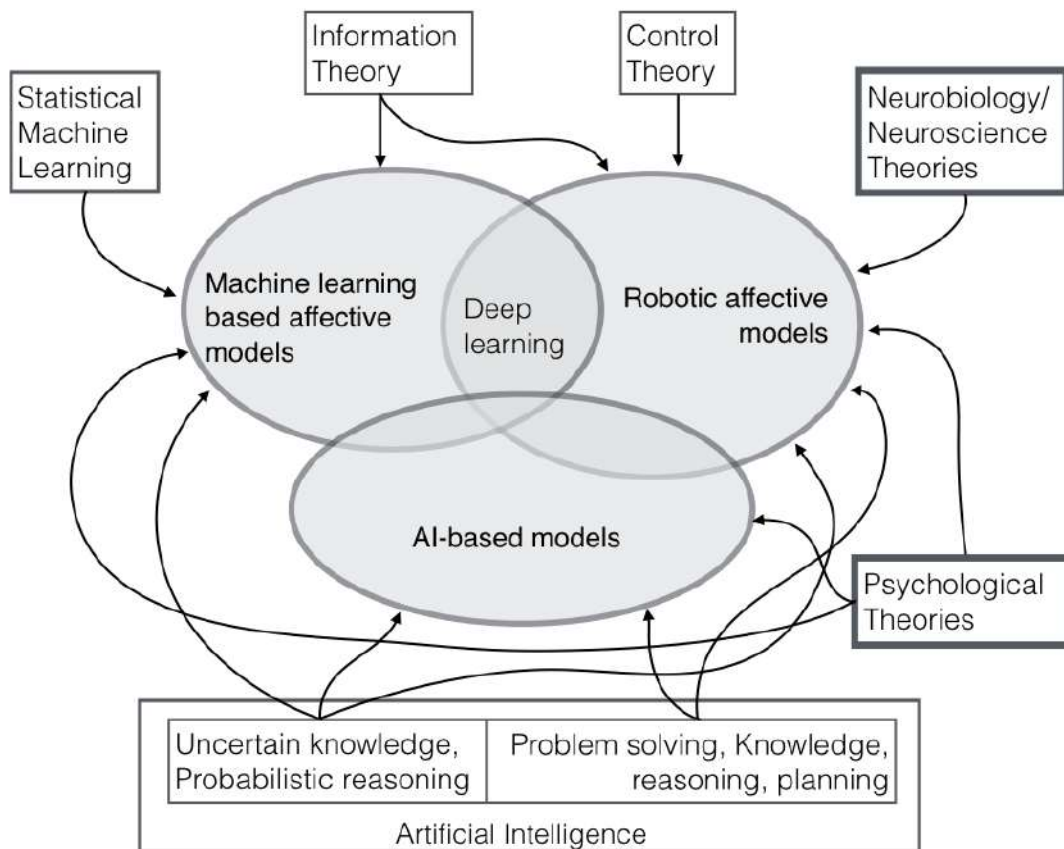 Information
Theory
Control
Theory
Statistical
Machine
Learning
Neurobiology/
Neuroscience
Theories
Machine learning
based affective
models
Deep
learning
Robotic affective
models
AI-based models
Psychological
Theories
Uncertain knowledge,
Probabilistic reasoning
Problem solving, Knowledge,
reasoning, planning
Artificial Intelligence